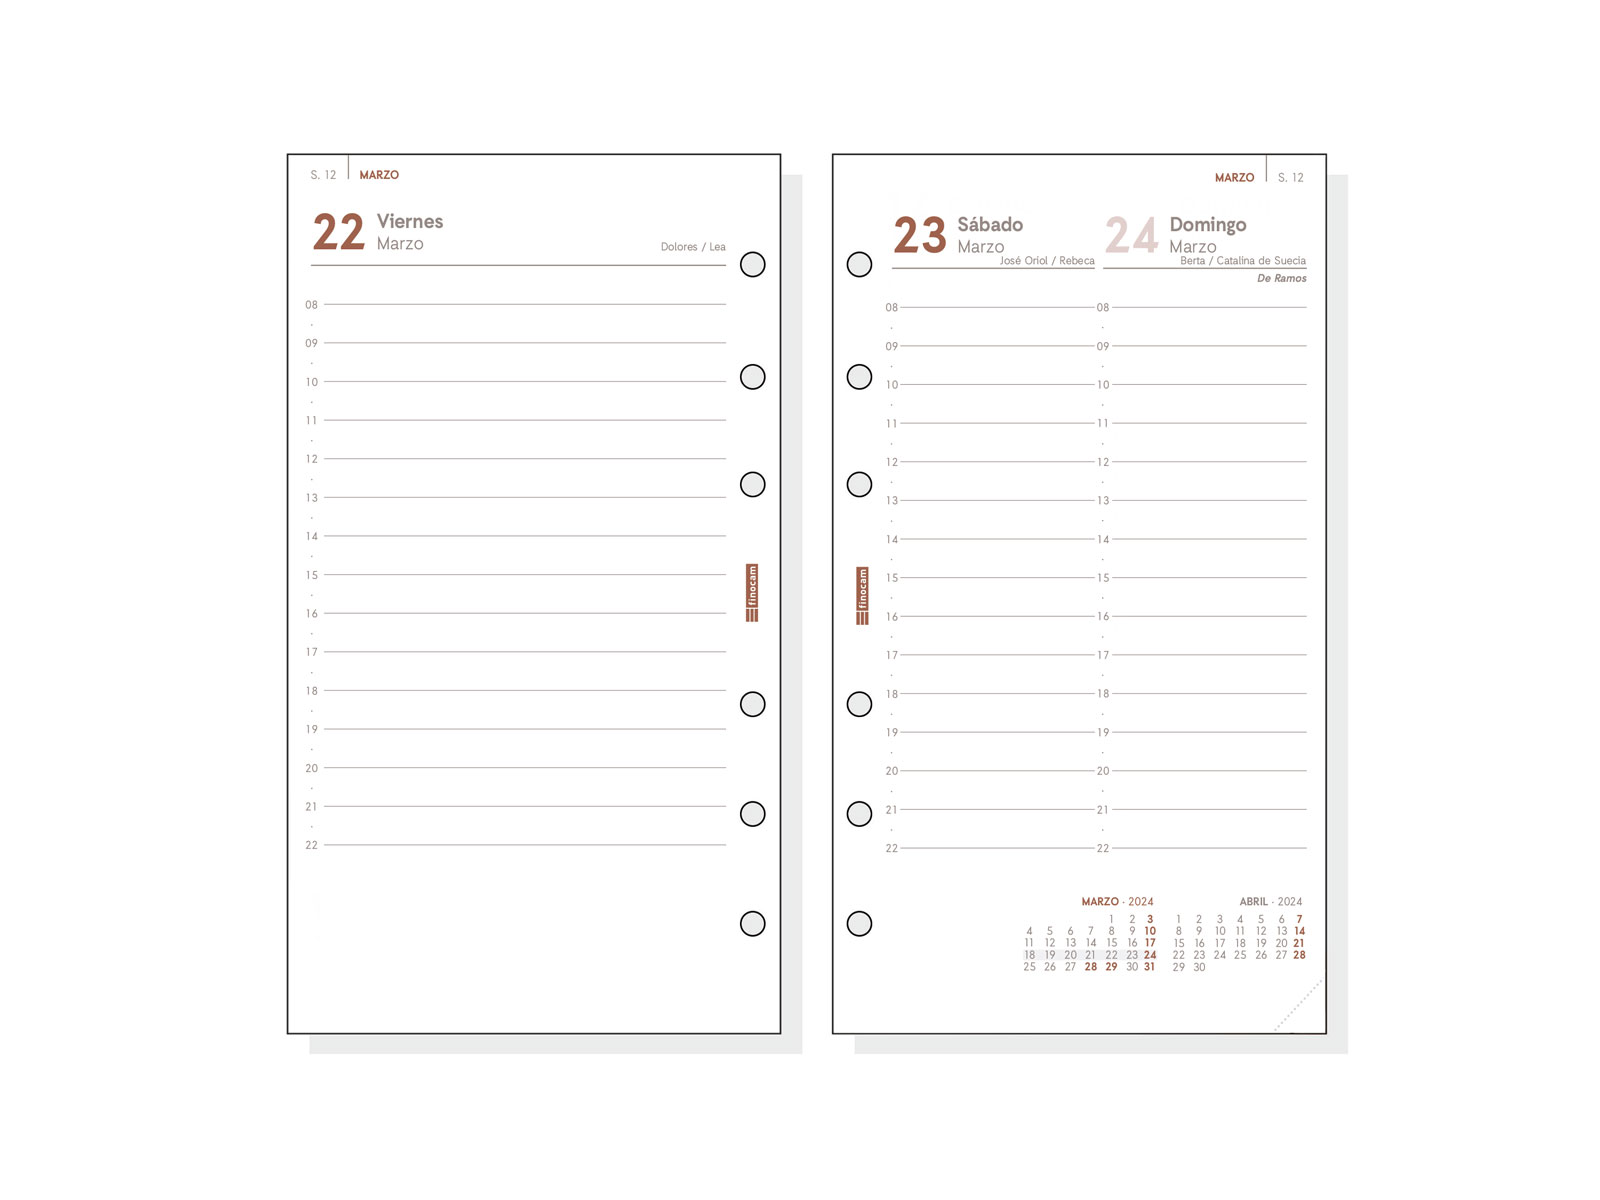 S. 12 MARZO
22 Viernes
Marzo
Dolores / Lea
08
09
10
11
12
13
14
15
16
17
18
19
20
21
22
finocam
MARZO S. 12
23 Sábado
Marzo
José Oriol / Rebeca
24 Domingo
Marzo
Berta / Catalina de Suecia
De Ramos
08 08
09 09
10 10
11 11
12 12
13 13
14 14
15 15
16 16
17 17
18 18
19 19
20 20
21 21
22 22
finocam
MARZO · 2024
1 2 3
4 5 6 7 8 9 10
11 12 13 14 15 16 17
18 19 20 21 22 23 24
25 26 27 28 29 30 31
ABRIL · 2024
1 2 3 4 5 6 7
8 9 10 11 12 13 14
15 16 17 18 19 20 21
22 23 24 25 26 27 28
29 30